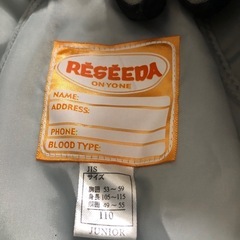 RÉSÉEDA
ONYONE
NAME:
ADDRESS:
PHONE:
BLOOD TYPE:
JIS
サイズ
胸囲 53～59
身長 105～115
胴囲 49～55
110
JUNIOR